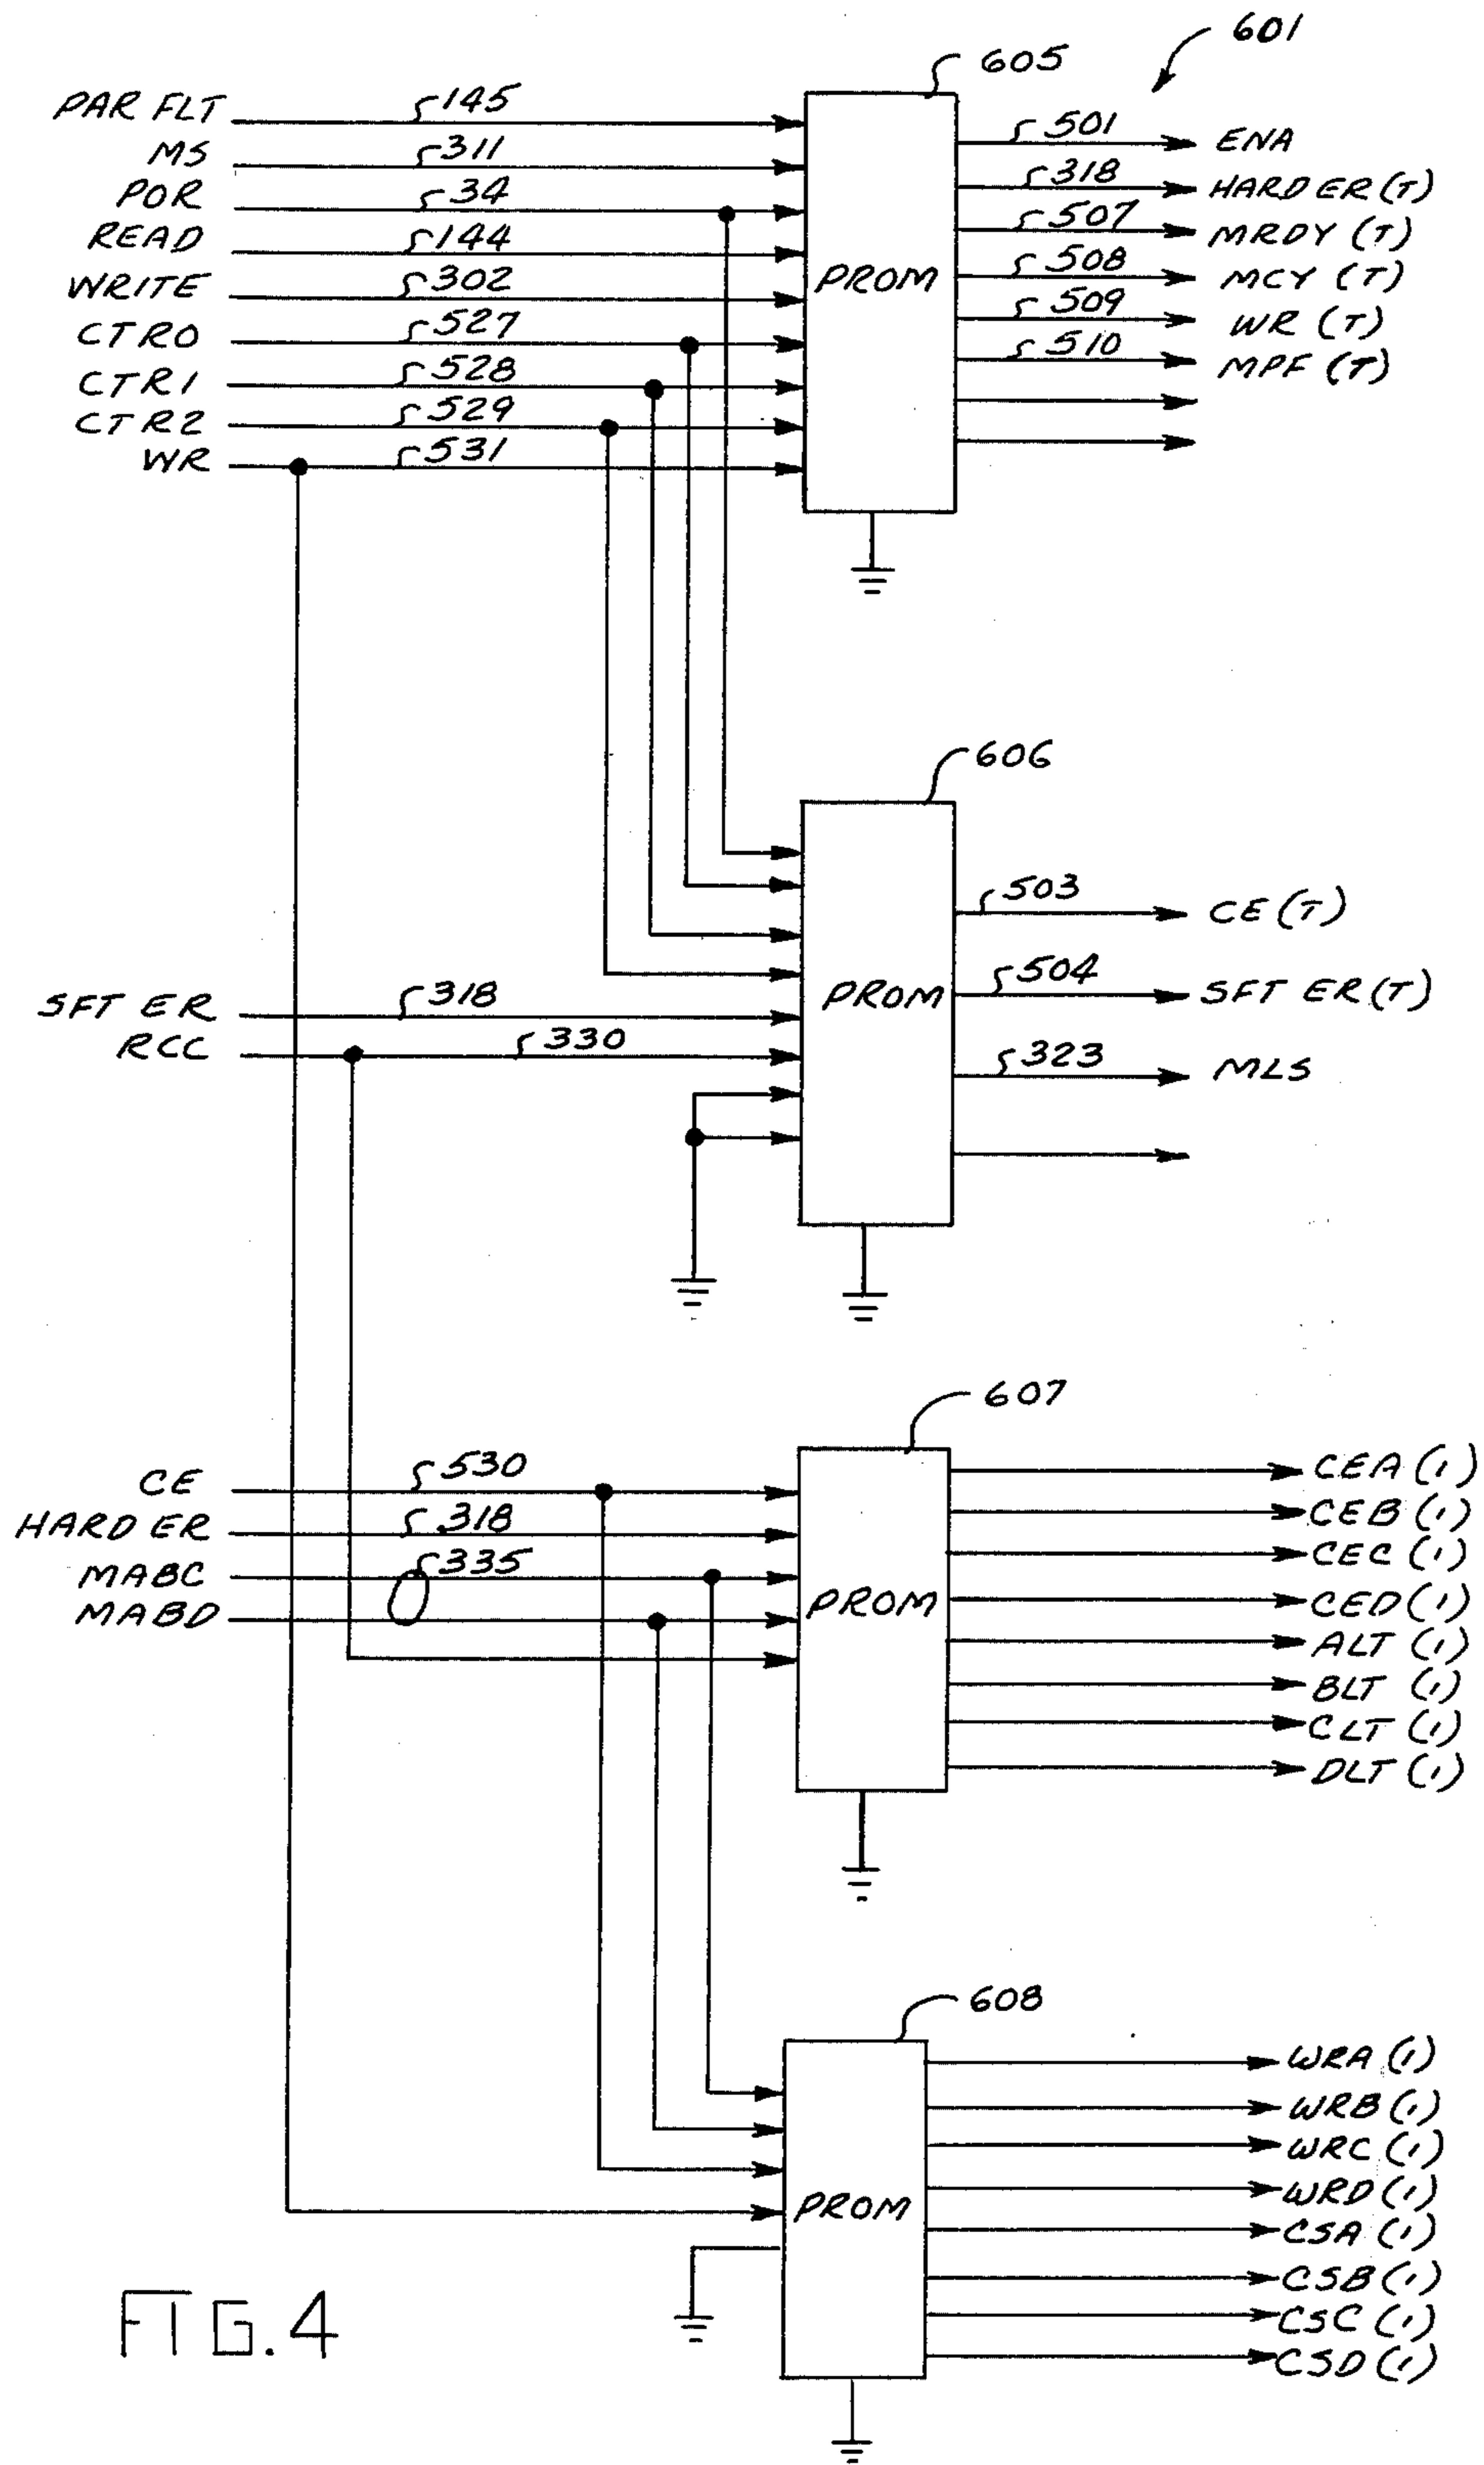 601
605
PAR FLT 145
501 ENA
MS 311
318 HARD ER (T)
POR 34
507 MRDY (T)
READ 144
PROM
508 MCY (T)
WRITE 302
509 WR (T)
CTR0 527
510 MPF (T)
CTR1 528
CTR2 529
WR 531
606
503 CE (T)
SFT ER 318
PROM
504 SFT ER (T)
RCC 330
323 MLS
607
CE 530
CEA (1)
HARD ER 318
CEB (1)
MABC 335
CEC (1)
MABD
PROM
CED (1)
ALT (1)
BLT (1)
CLT (1)
DLT (1)
608
WRA (1)
WRB (1)
WRC (1)
WRD (1)
PROM
CSA (1)
CSB (1)
CSC (1)
CSD (1)
FIG. 4